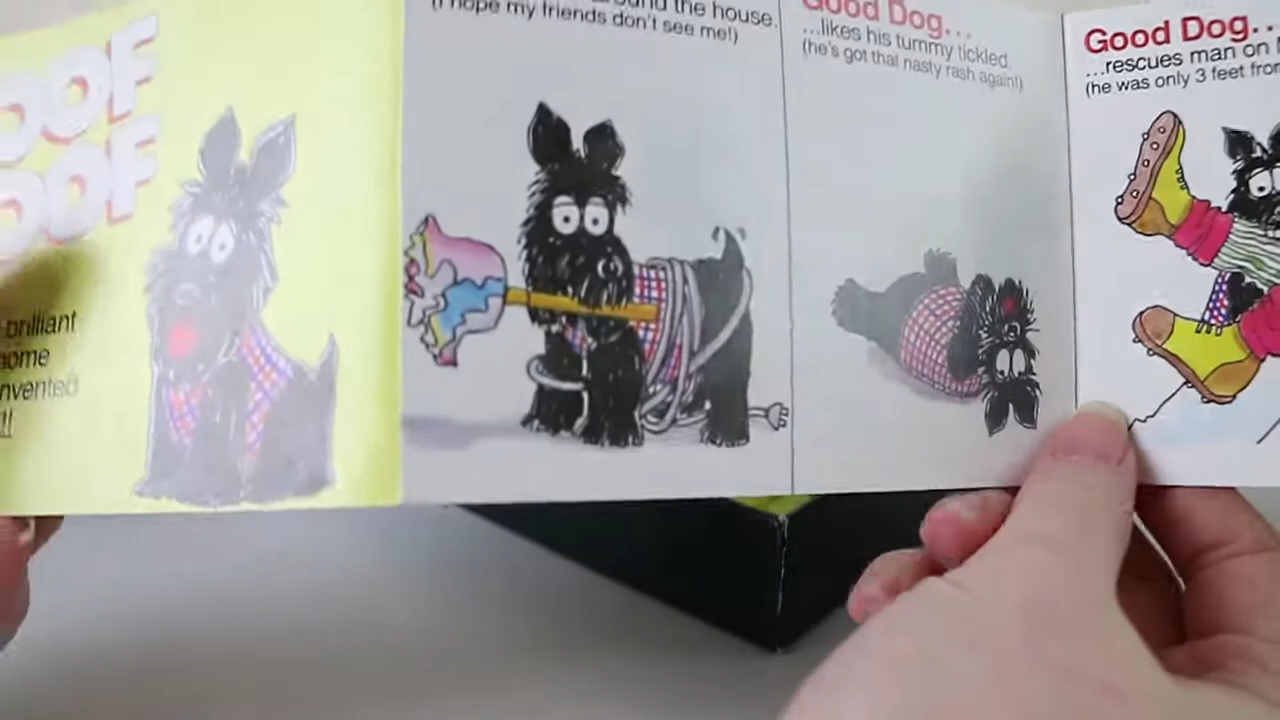 OOF
OOF
brilliant
nvented
around the house.
(I hope my friends don't see me!)
Good Dog...
...likes his tummy tickled.
(he's got that nasty rash again!)
Good Dog...
...rescues man on
(he was only 3 feet from